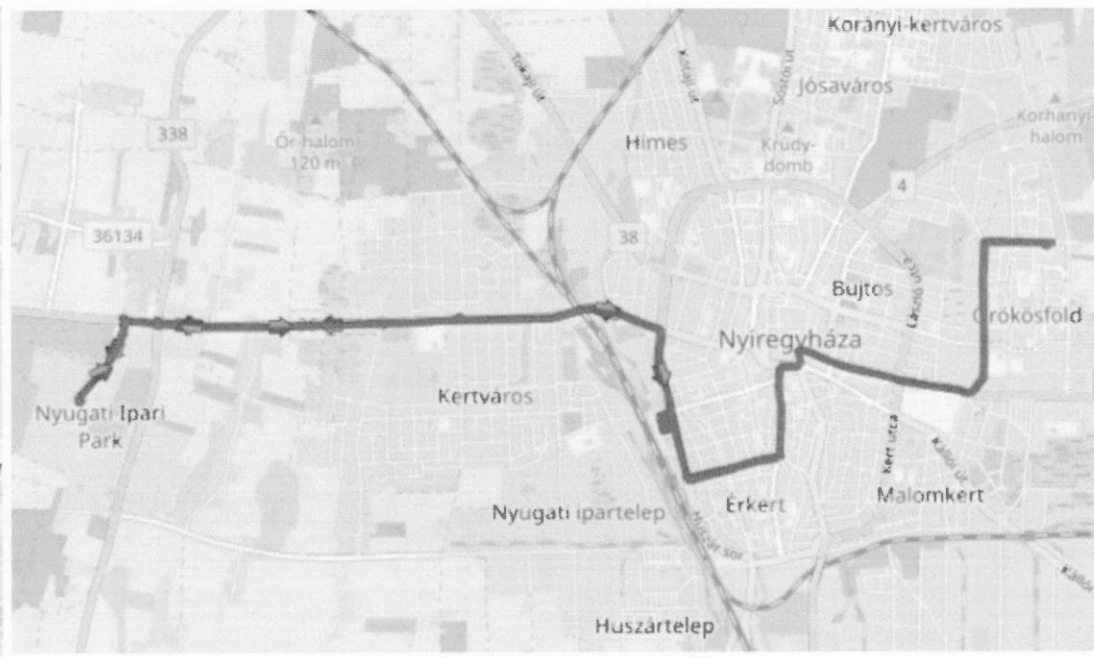 Korányi-kertváros
Tokaji út
Kótaji út
Sóstói út
Jósaváros
338
Őr-halom
120 m
Himes
Krúdy-
domb
Korhányi-
halom
4
36134
38
Bujtos
László utca
Örökösföld
Nyíregyháza
Kertváros
Nyugati Ipari
Park
Kert utca
Kállói út
Malomkert
Érkert
Nyugati ipartelep
Huszár sor
Kállói
Huszártelep